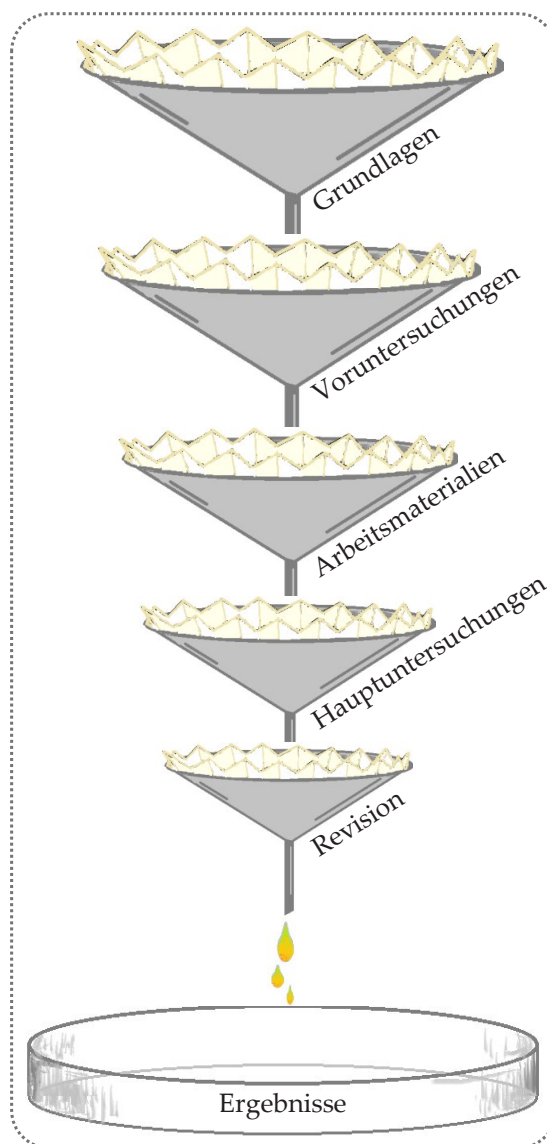 Grundlagen
Voruntersuchungen
Arbeitsmaterialien
Hauptuntersuchungen
Revision
Ergebnisse